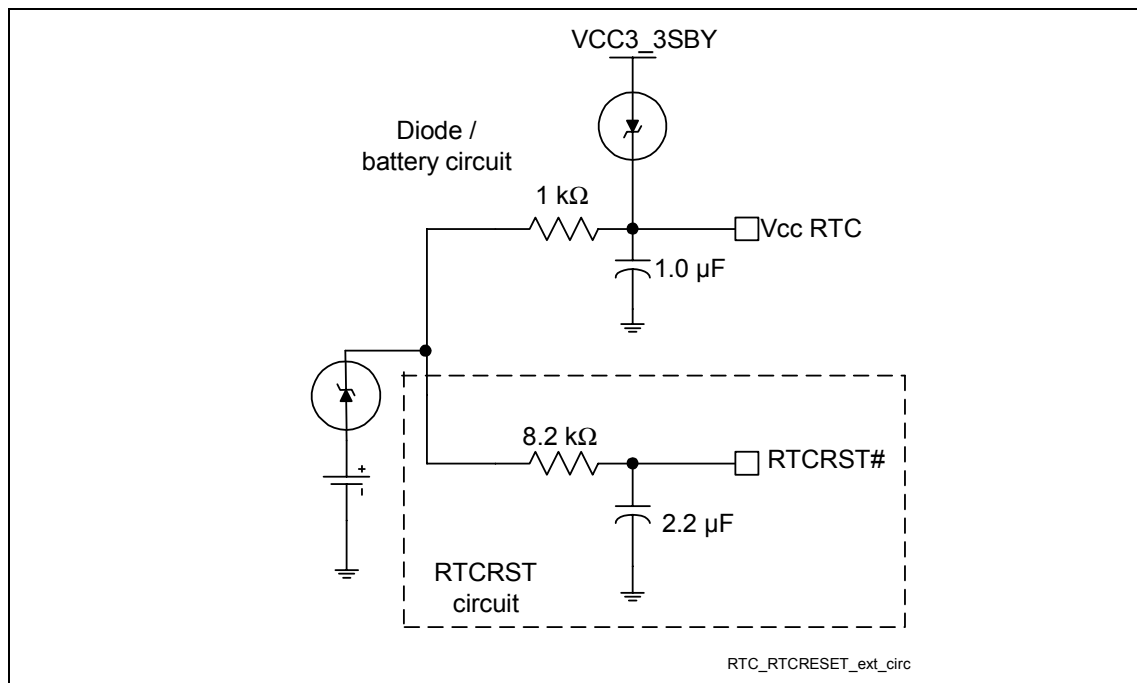 VCC3_3SBY
Diode /
battery circuit
1 kΩ
Vcc RTC
1.0 µF
+
-
8.2 kΩ
RTCRST#
2.2 µF
RTCRST
circuit
RTC_RTCRESET_ext_circ